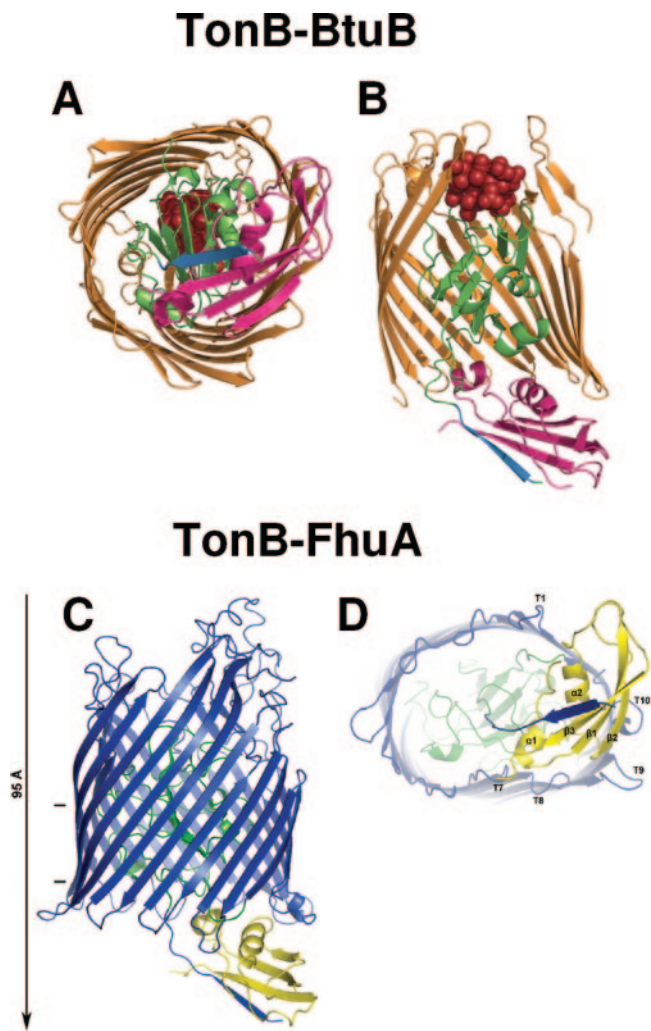 TonB-BtuB
A
B
TonB-FhuA
C
D
95 Å
T1
T10
α2
β3
β1
β2
α1
T9
T7
T8